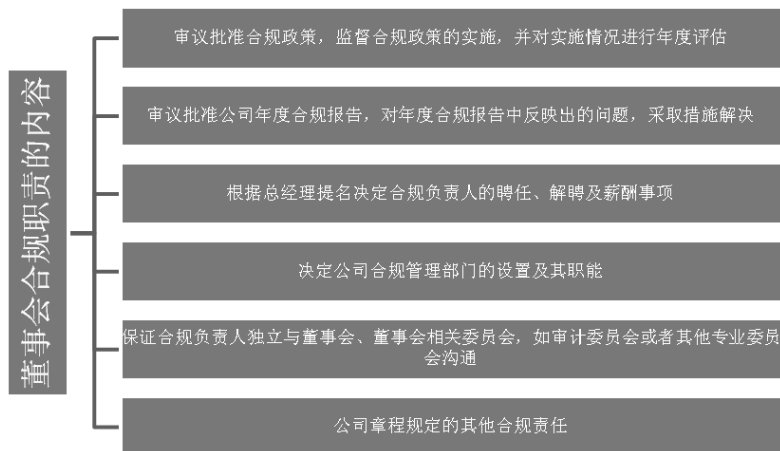 董事会合规职责的内容
审议批准合规政策，监督合规政策的实施，并对实施情况进行年度评估
审议批准公司年度合规报告，对年度合规报告中反映出的问题，采取措施解决
根据总经理提名决定合规负责人的聘任、解聘及薪酬事项
决定公司合规管理部门的设置及其职能
保证合规负责人独立与董事会、董事会相关委员会，如审计委员会或者其他专业委员
会沟通
公司章程规定的其他合规责任